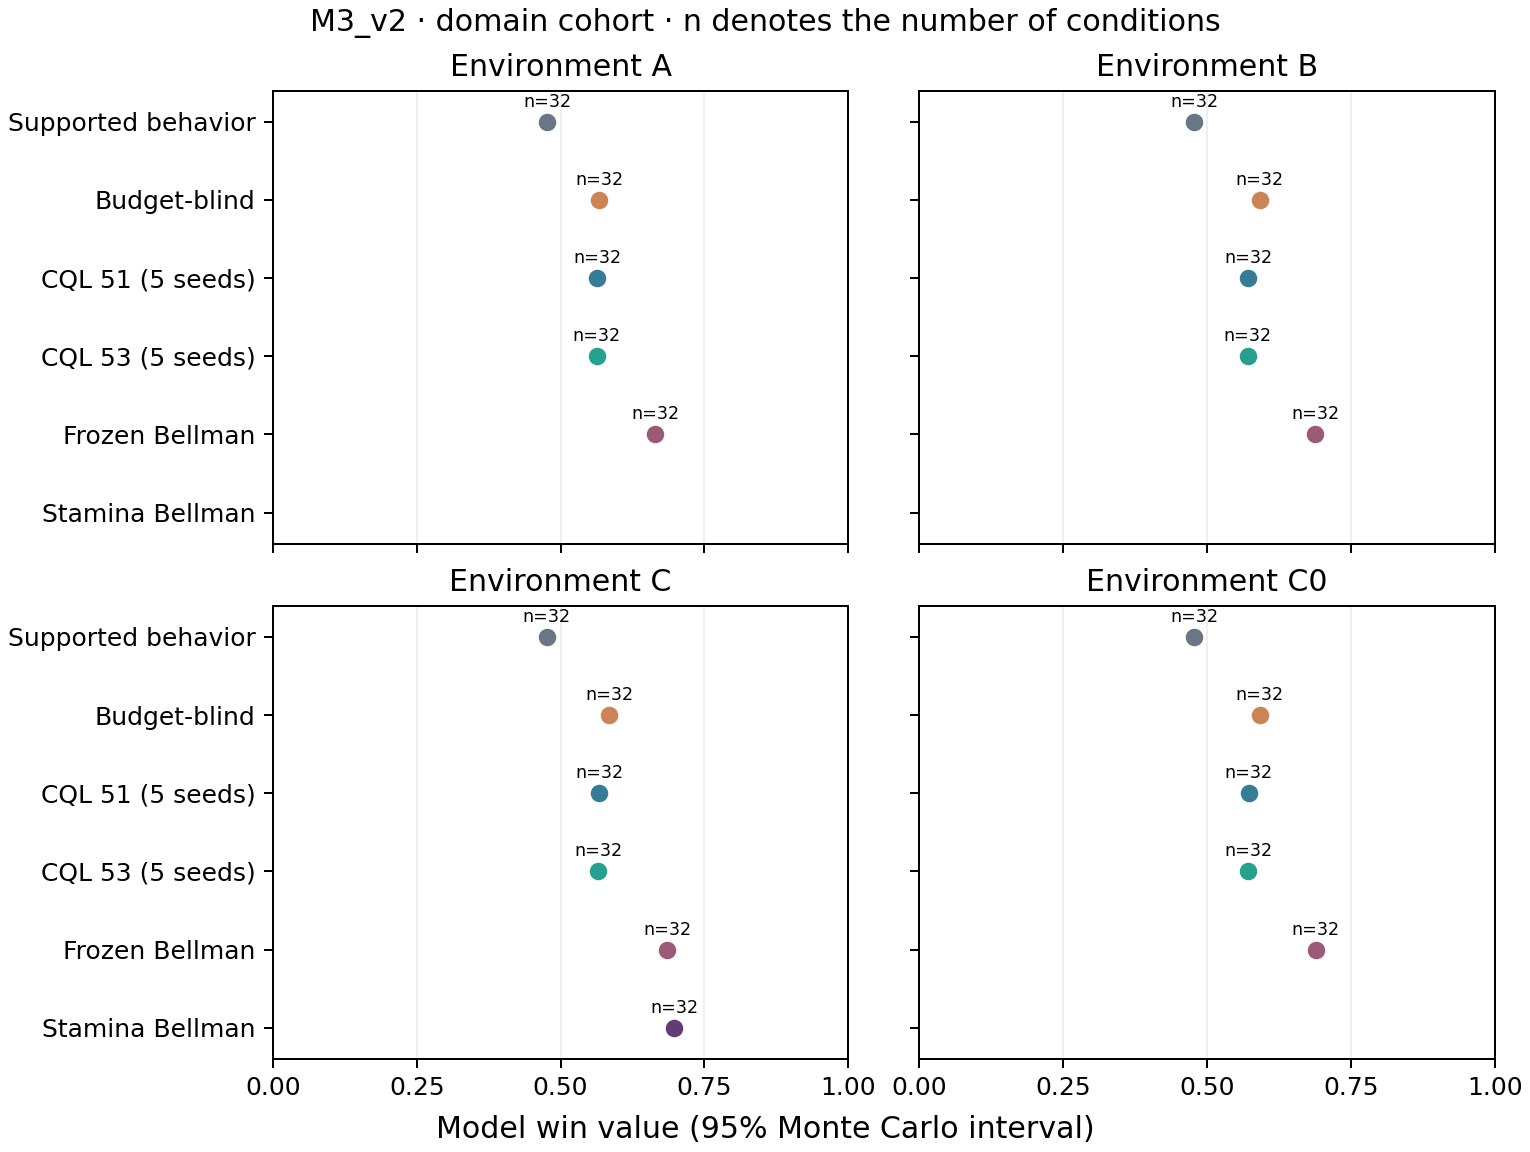 M3_v2 · domain cohort · n denotes the number of conditions
Environment A
Supported behavior
n=32
Budget-blind
n=32
CQL 51 (5 seeds)
n=32
CQL 53 (5 seeds)
n=32
Frozen Bellman
n=32
Stamina Bellman
Environment B
n=32
n=32
n=32
n=32
n=32
Environment C
Supported behavior
n=32
Budget-blind
n=32
CQL 51 (5 seeds)
n=32
CQL 53 (5 seeds)
n=32
Frozen Bellman
n=32
Stamina Bellman
n=32
0.00 0.25 0.50 0.75 1.00
Environment C0
n=32
n=32
n=32
n=32
n=32
0.00 0.25 0.50 0.75 1.00
Model win value (95% Monte Carlo interval)